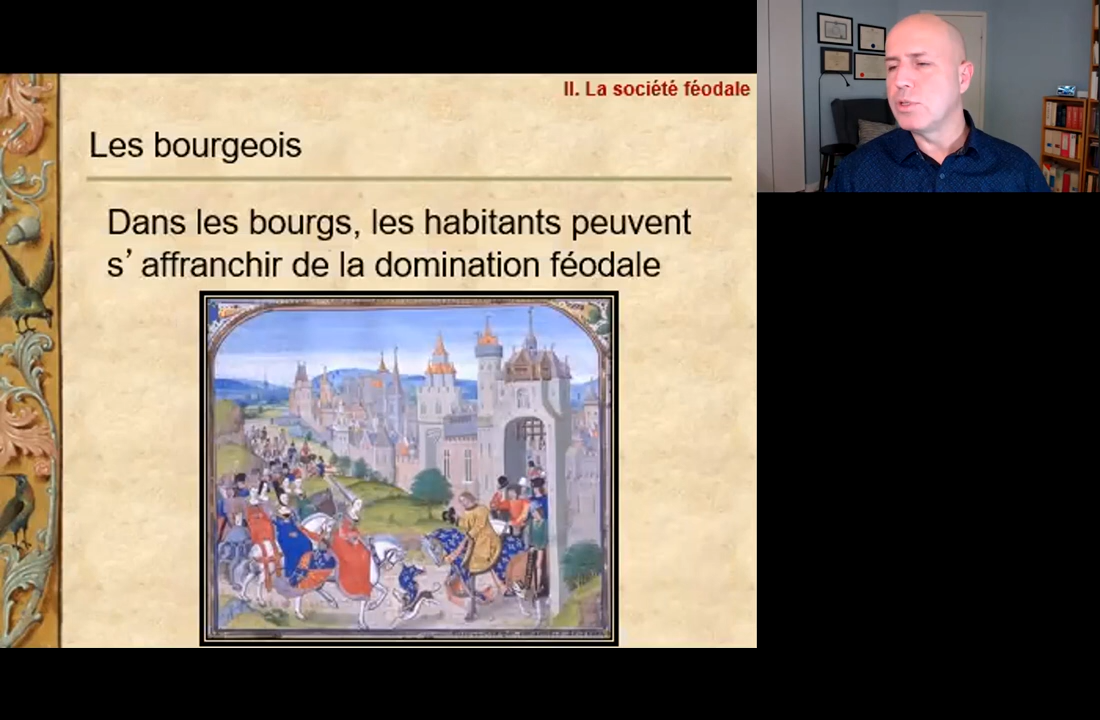 II. La société féodale
Les bourgeois
Dans les bourgs, les habitants peuvent
s’ affranchir de la domination féodale